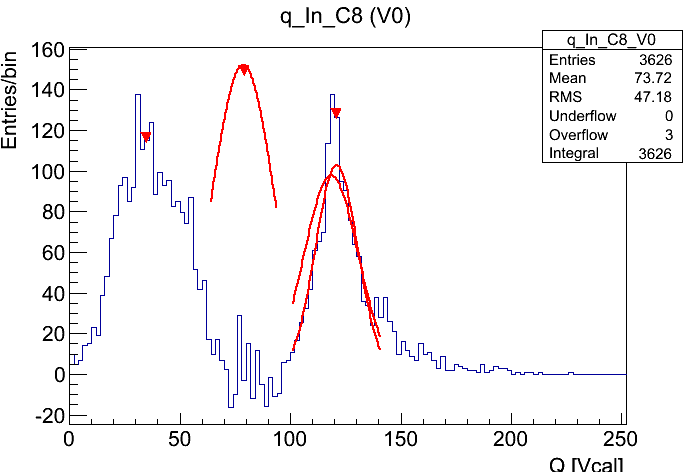 q_In_C8 (V0)
q_In_C8_V0
Entries 3626
Mean 73.72
RMS 47.18
Underflow 0
Overflow 3
Integral 3626
Entries/bin
160
140
120
100
80
60
40
20
0
-20
0 50 100 150 200 250
Q [Vcal]